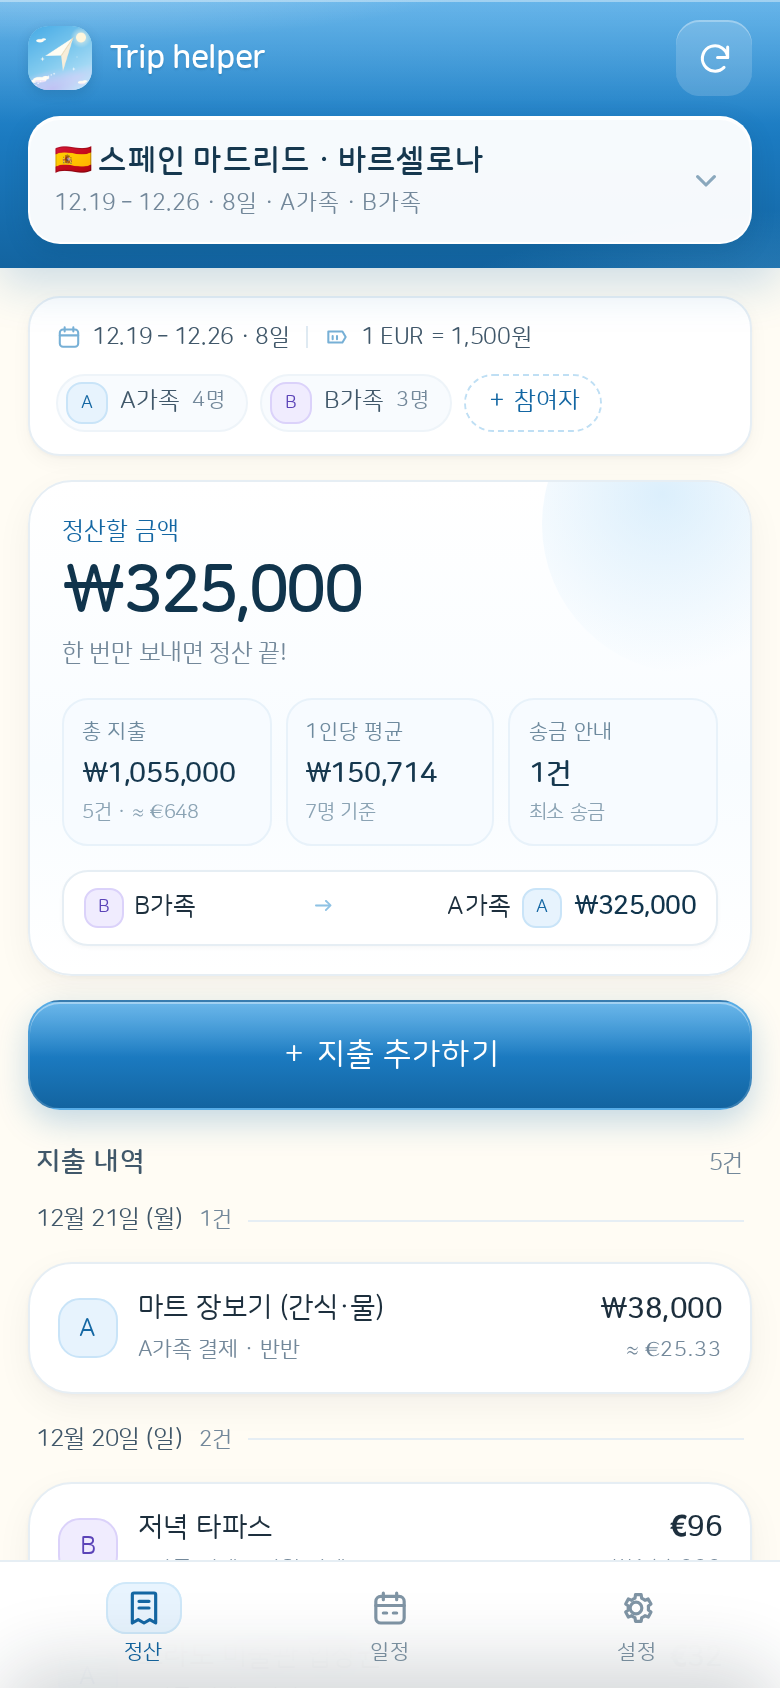 Trip helper
🇪🇸 스페인 마드리드 · 바르셀로나
12.19 – 12.26 · 8일 · A가족 · B가족
12.19 – 12.26 · 8일 1 EUR = 1,500원
A A가족 4명 B B가족 3명 + 참여자
정산할 금액
₩325,000
한 번만 보내면 정산 끝!
총 지출 1인당 평균 송금 안내
₩1,055,000 ₩150,714 1건
5건 · ≈ €648 7명 기준 최소 송금
B B가족 → A가족 A ₩325,000
+ 지출 추가하기
지출 내역 5건
12월 21일 (월) 1건
A 마트 장보기 (간식·물) ₩38,000
A가족 결제 · 반반 ≈ €25.33
12월 20일 (일) 2건
B 저녁 타파스 €96
정산 일정 설정